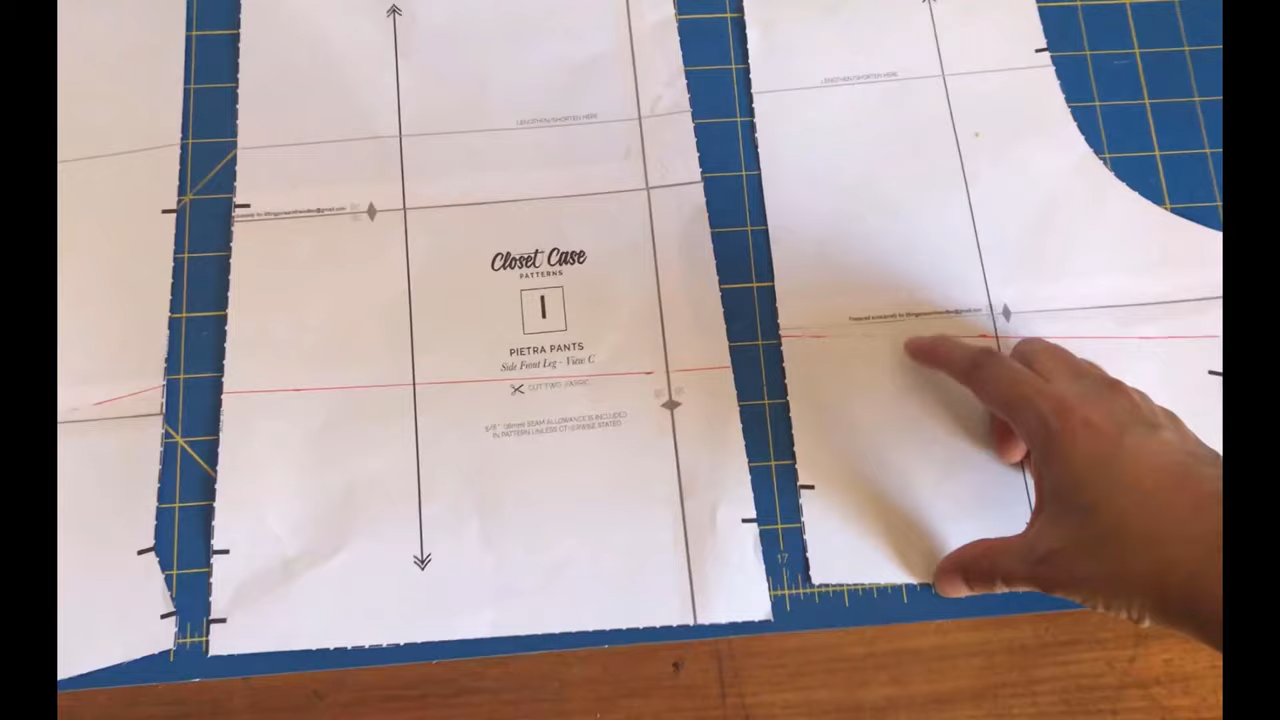 LENGTHEN/SHORTEN HERE
LENGTHEN/SHORTEN HERE
Closet Case
PATTERNS
1
PIETRA PANTS
Side Front Leg - View C
CUT TWO FABRIC
5/8" (16mm) SEAM ALLOWANCE IS INCLUDED
IN PATTERN UNLESS OTHERWISE STATED
17